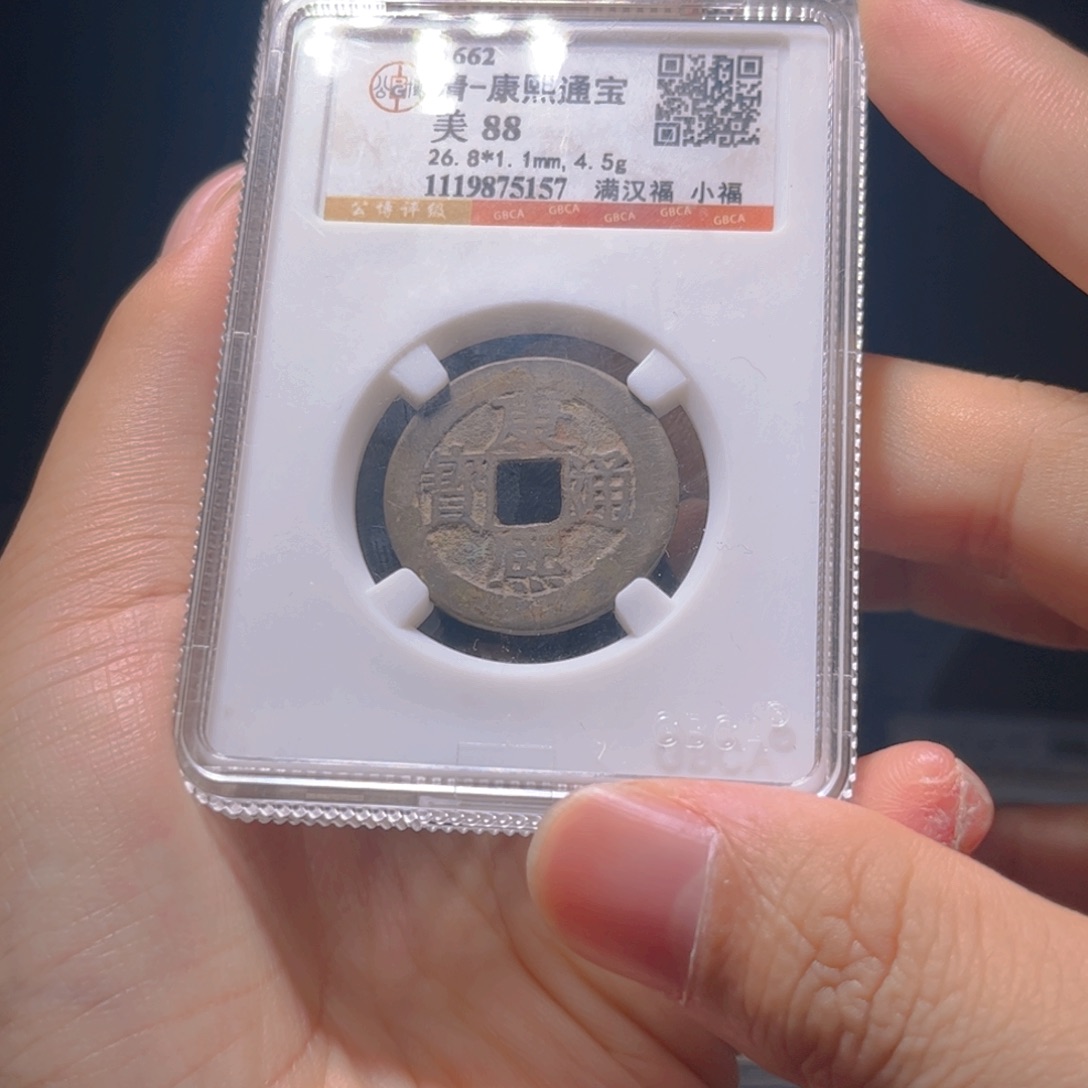 1662
清-康熙通宝
美 88
26.8*1.1mm, 4.5g
1119875157 满汉福 小福
公博评级 GBCA GBCA GBCA GBCA GBCA
康
寶 通
熙
GBCA